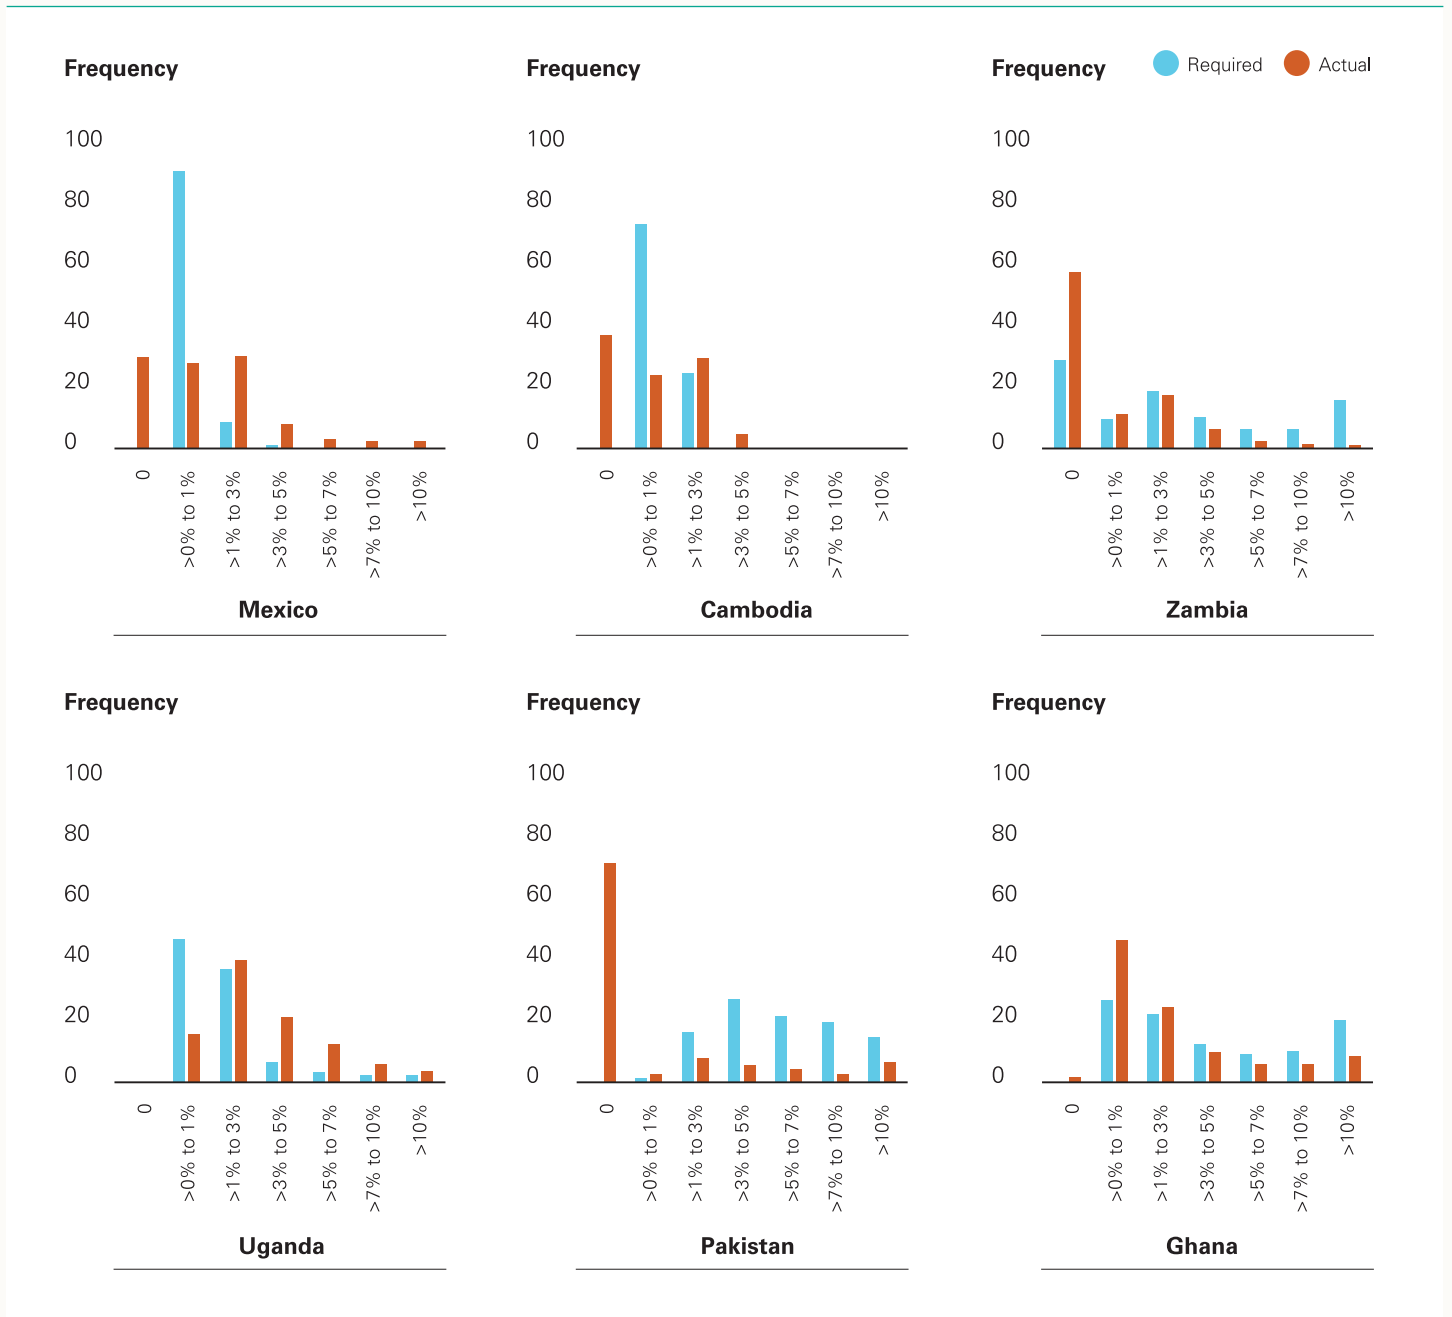 Frequency
100
80
60
40
20
0
0
>0% to 1%
>1% to 3%
>3% to 5%
>5% to 7%
>7% to 10%
>10%
Mexico
Frequency
100
80
60
40
20
0
0
>0% to 1%
>1% to 3%
>3% to 5%
>5% to 7%
>7% to 10%
>10%
Cambodia
Frequency
Required
Actual
100
80
60
40
20
0
0
>0% to 1%
>1% to 3%
>3% to 5%
>5% to 7%
>7% to 10%
>10%
Zambia
Frequency
100
80
60
40
20
0
0
>0% to 1%
>1% to 3%
>3% to 5%
>5% to 7%
>7% to 10%
>10%
Uganda
Frequency
100
80
60
40
20
0
0
>0% to 1%
>1% to 3%
>3% to 5%
>5% to 7%
>7% to 10%
>10%
Pakistan
Frequency
100
80
60
40
20
0
0
>0% to 1%
>1% to 3%
>3% to 5%
>5% to 7%
>7% to 10%
>10%
Ghana